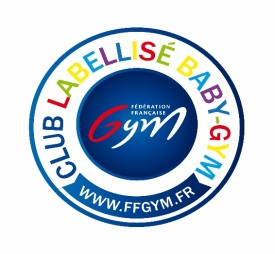 CLUB LABELLISÉ BABY-GYM
FÉDÉRATION
FRANÇAISE
Gym
WWW.FFGYM.FR